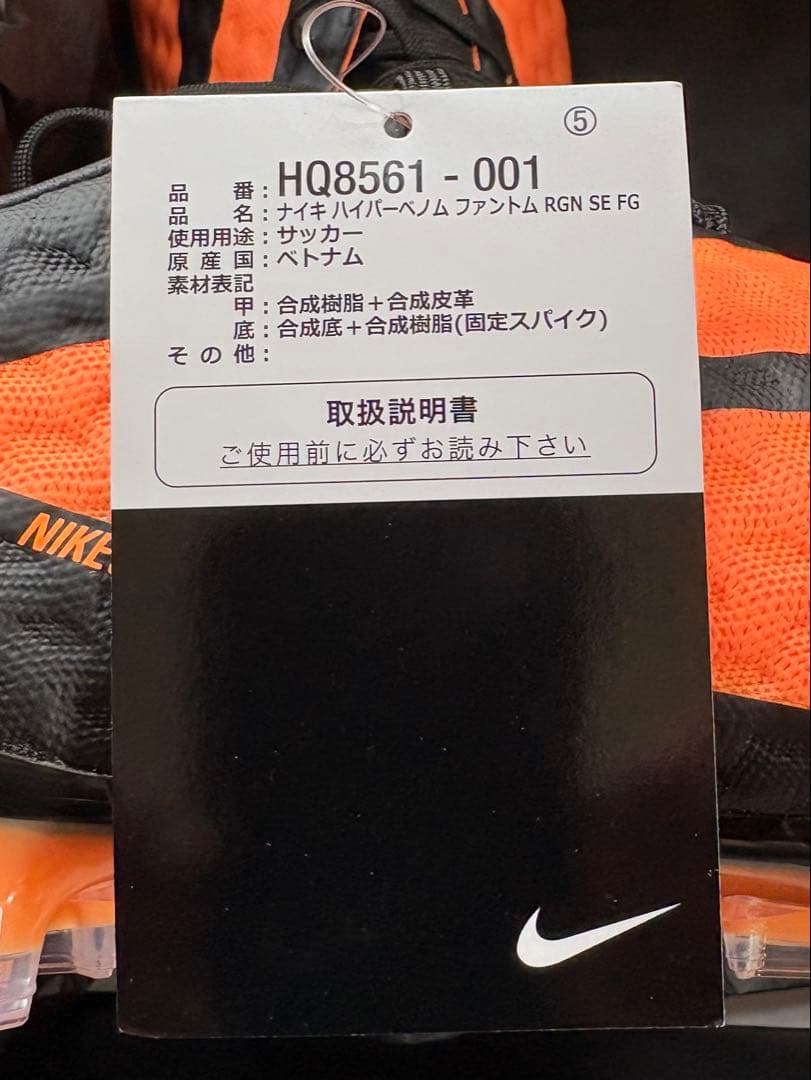 ⑤
品番：HQ8561 - 001
品名：ナイキ ハイパーベノム ファントム RGN SE FG
使用用途：サッカー
原産国：ベトナム
素材表記
甲：合成樹脂＋合成皮革
底：合成底＋合成樹脂(固定スパイク)
その他：
取扱説明書
ご使用前に必ずお読み下さい
NIKE